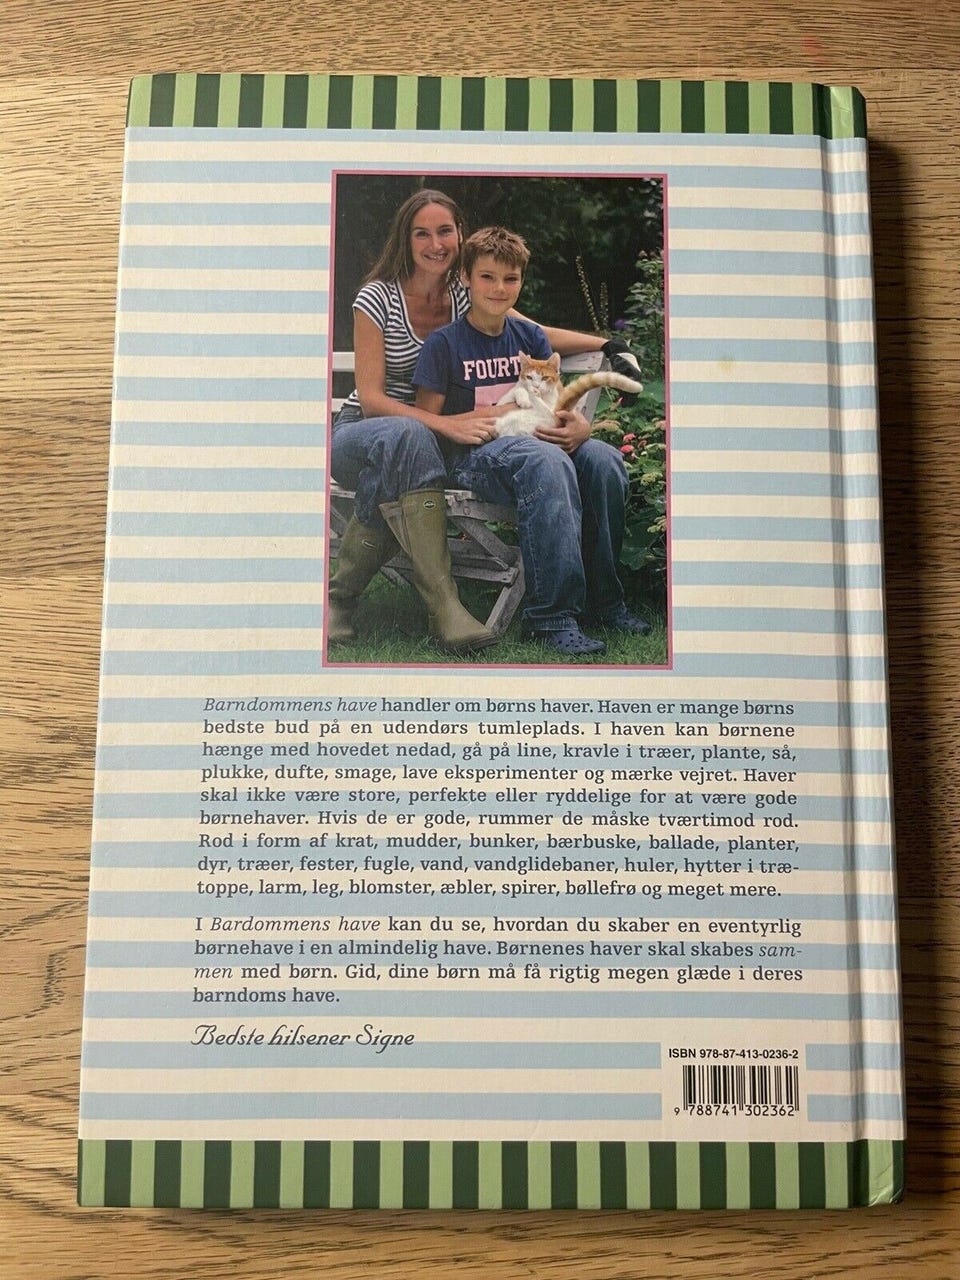 FOURT
Barndommens have handler om børns haver. Haven er mange børns
bedste bud på en udendørs tumleplads. I haven kan børnene
hænge med hovedet nedad, gå på line, kravle i træer, plante, så,
plukke, dufte, smage, lave eksperimenter og mærke vejret. Haver
skal ikke være store, perfekte eller ryddelige for at være gode
børnehaver. Hvis de er gode, rummer de måske tværtimod rod.
Rod i form af krat, mudder, bunker, bærbuske, ballade, planter,
dyr, træer, fester, fugle, vand, vandglidebaner, huler, hytter i træ-
toppe, larm, leg, blomster, æbler, spirer, bøllefrø og meget mere.
I Bardommens have kan du se, hvordan du skaber en eventyrlig
børnehave i en almindelig have. Børnenes haver skal skabes sam-
men med børn. Gid, dine børn må få rigtig megen glæde i deres
barndoms have.
Bedste hilsener Signe
ISBN 978-87-413-0236-2
9 788741 302362